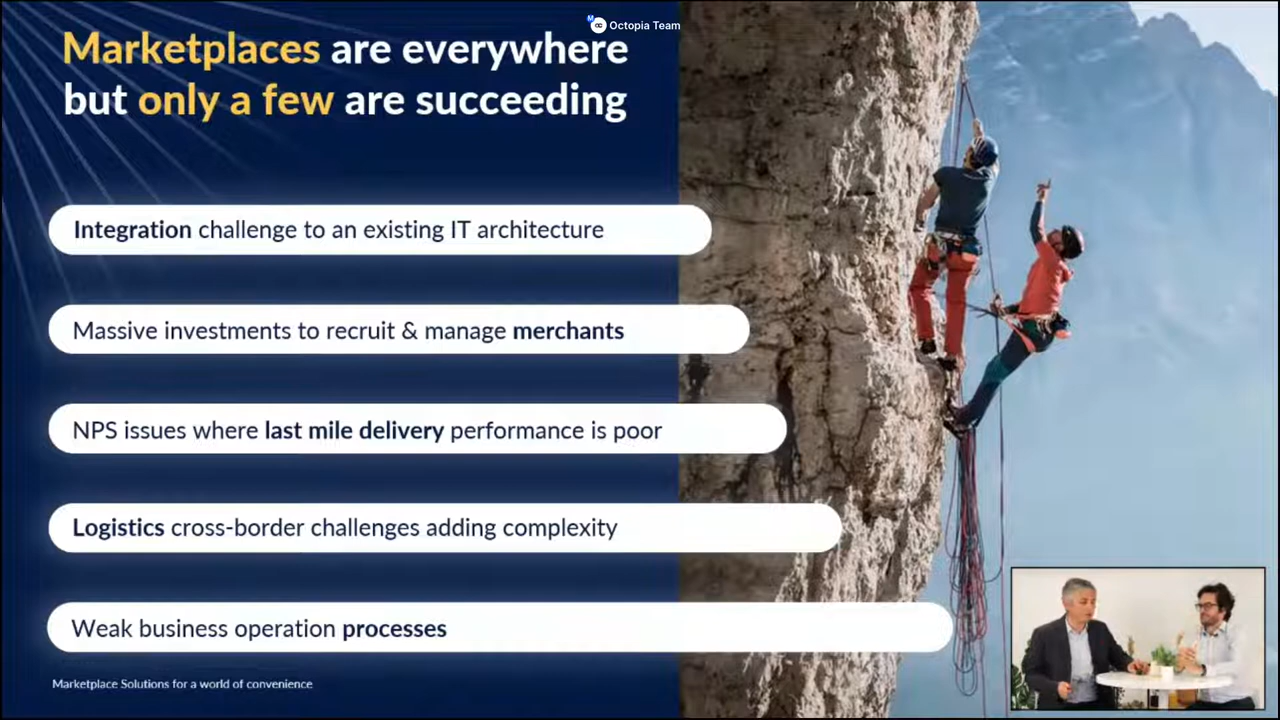 Octopia Team
Marketplaces are everywhere
but only a few are succeeding
Integration challenge to an existing IT architecture
Massive investments to recruit & manage merchants
NPS issues where last mile delivery performance is poor
Logistics cross-border challenges adding complexity
Weak business operation processes
Marketplace Solutions for a world of convenience